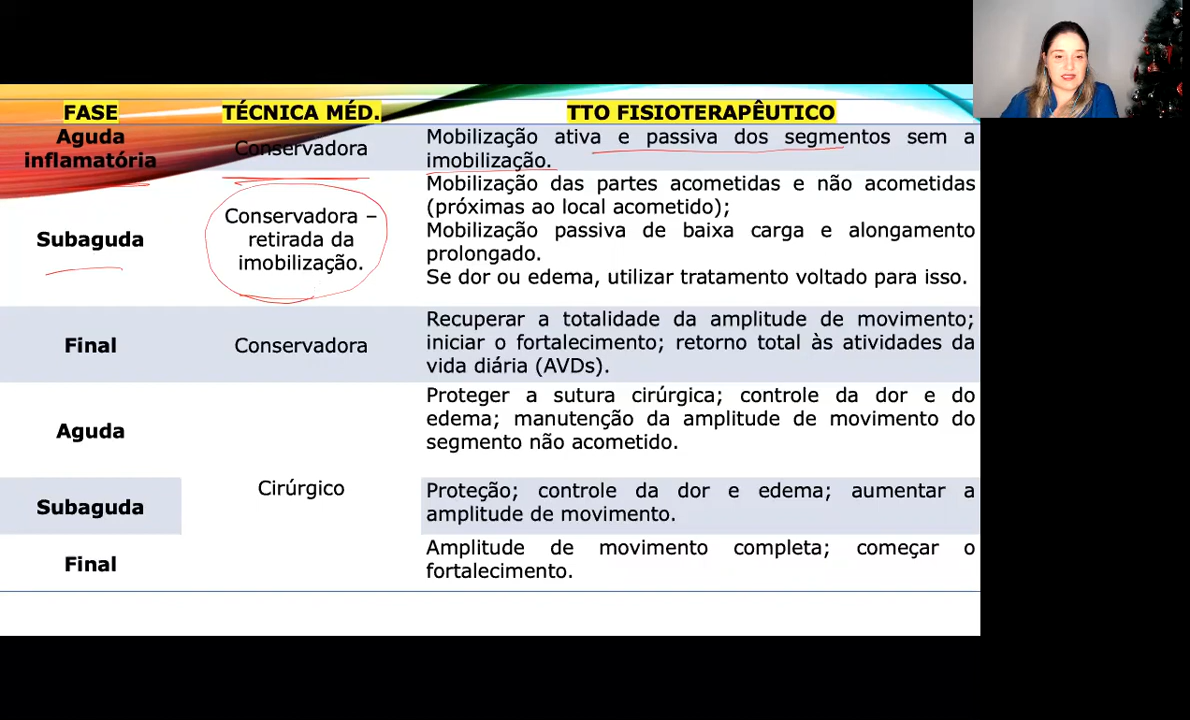 FASE
TÉCNICA MÉD.
TTO FISIOTERAPÊUTICO
Aguda
inflamatória
Conservadora
Mobilização ativa e passiva dos segmentos sem a
imobilização.
Subaguda
Conservadora –
retirada da
imobilização.
Mobilização das partes acometidas e não acometidas
(próximas ao local acometido);
Mobilização passiva de baixa carga e alongamento
prolongado.
Se dor ou edema, utilizar tratamento voltado para isso.
Final
Conservadora
Recuperar a totalidade da amplitude de movimento;
iniciar o fortalecimento; retorno total às atividades da
vida diária (AVDs).
Aguda
Cirúrgico
Proteger a sutura cirúrgica; controle da dor e do
edema; manutenção da amplitude de movimento do
segmento não acometido.
Subaguda
Proteção; controle da dor e edema; aumentar a
amplitude de movimento.
Final
Amplitude de movimento completa; começar o
fortalecimento.